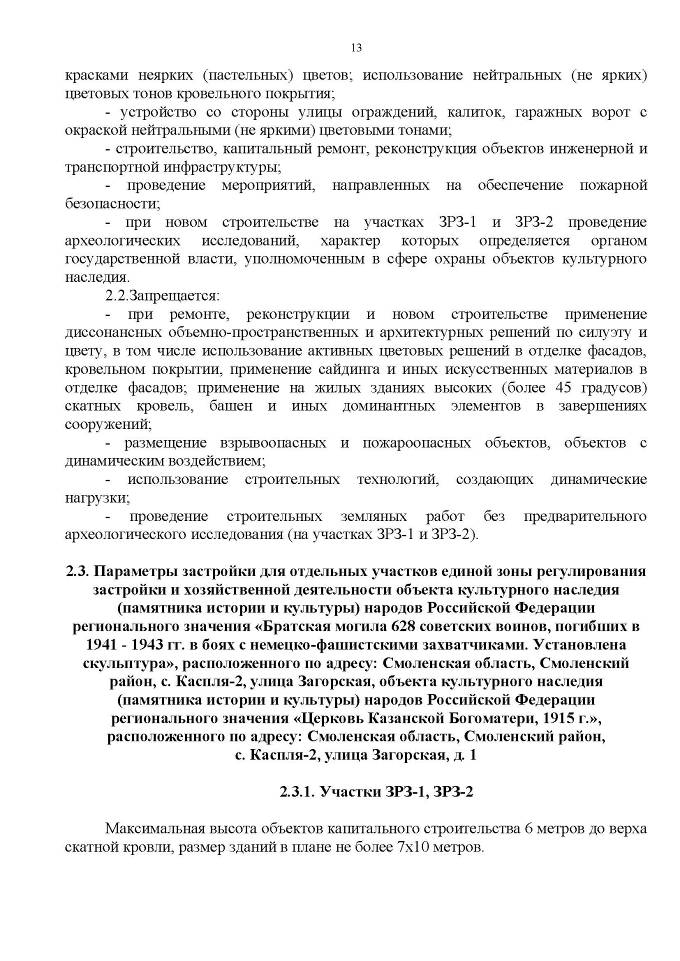 13
красками неярких (пастельных) цветов; использование нейтральных (не ярких)
цветовых тонов кровельного покрытия;
- устройство со стороны улицы ограждений, калиток, гаражных ворот с
окраской нейтральными (не яркими) цветовыми тонами;
- строительство, капитальный ремонт, реконструкция объектов инженерной и
транспортной инфраструктуры;
- проведение мероприятий, направленных на обеспечение пожарной
безопасности;
- при новом строительстве на участках ЗРЗ-1 и ЗРЗ-2 проведение
археологических исследований, характер которых определяется органом
государственной власти, уполномоченным в сфере охраны объектов культурного
наследия.
2.2.Запрещается:
- при ремонте, реконструкции и новом строительстве применение
диссонансных объемно-пространственных и архитектурных решений по силуэту и
цвету, в том числе использование активных цветовых решений в отделке фасадов,
кровельном покрытии, применение сайдинга и иных искусственных материалов в
отделке фасадов; применение на жилых зданиях высоких (более 45 градусов)
скатных кровель, башен и иных доминантных элементов в завершениях
сооружений;
- размещение взрывоопасных и пожароопасных объектов, объектов с
динамическим воздействием;
- использование строительных технологий, создающих динамические
нагрузки;
- проведение строительных земляных работ без предварительного
археологического исследования (на участках ЗРЗ-1 и ЗРЗ-2).
2.3. Параметры застройки для отдельных участков единой зоны регулирования
застройки и хозяйственной деятельности объекта культурного наследия
(памятника истории и культуры) народов Российской Федерации
регионального значения «Братская могила 628 советских воинов, погибших в
1941 - 1943 гг. в боях с немецко-фашистскими захватчиками. Установлена
скульптура», расположенного по адресу: Смоленская область, Смоленский
район, с. Каспля-2, улица Загорская, объекта культурного наследия
(памятника истории и культуры) народов Российской Федерации
регионального значения «Церковь Казанской Богоматери, 1915 г.»,
расположенного по адресу: Смоленская область, Смоленский район,
с. Каспля-2, улица Загорская, д. 1
2.3.1. Участки ЗРЗ-1, ЗРЗ-2
Максимальная высота объектов капитального строительства 6 метров до верха
скатной кровли, размер зданий в плане не более 7х10 метров.